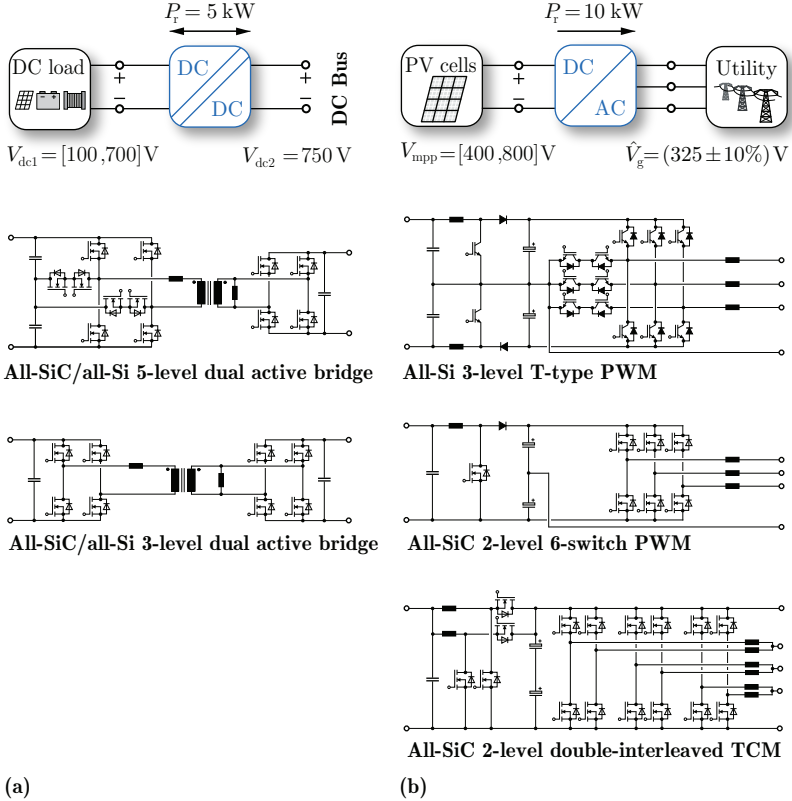 P_r = 5 kW
DC load
+
−
DC
DC
+
−
DC Bus
V_dc1 = [100,700]V
V_dc2 = 750 V
All-SiC/all-Si 5-level dual active bridge
All-SiC/all-Si 3-level dual active bridge
(a)
P_r = 10 kW
PV cells
+
−
DC
AC
Utility
V_mpp = [400,800]V
V̂_g = (325 ± 10%) V
+
+
All-Si 3-level T-type PWM
+
+
All-SiC 2-level 6-switch PWM
+
+
All-SiC 2-level double-interleaved TCM
(b)